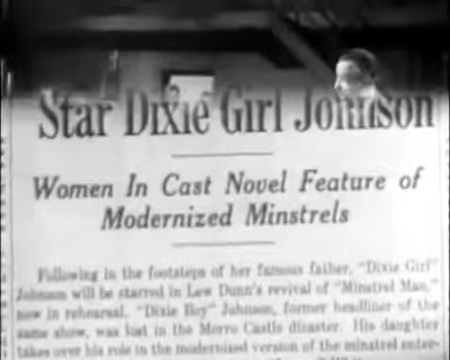 Star Dixie Girl Johnson
Women In Cast Novel Feature of
Modernized Minstrels
Following in the footsteps of her famous father, "Dixie Girl"
Johnson will be starred in Lew Dunn's revival of "Minstrel Man,"
now in rehearsal. "Dixie Boy" Johnson, former headliner of the
same show, was lost in the Morro Castle disaster. His daughter
takes over his role in the modernized version of the minstrel enter-